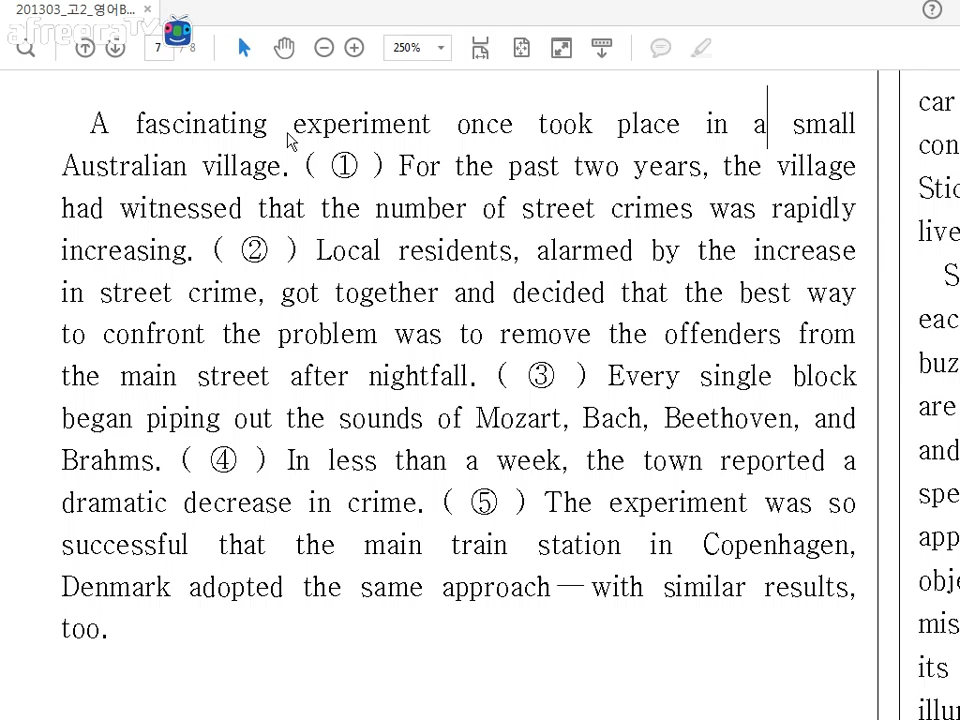 201303_고2_영어B...
afreecaTV
7 / 8
250%
A fascinating experiment once took place in a small
Australian village. ( ① ) For the past two years, the village
had witnessed that the number of street crimes was rapidly
increasing. ( ② ) Local residents, alarmed by the increase
in street crime, got together and decided that the best way
to confront the problem was to remove the offenders from
the main street after nightfall. ( ③ ) Every single block
began piping out the sounds of Mozart, Bach, Beethoven, and
Brahms. ( ④ ) In less than a week, the town reported a
dramatic decrease in crime. ( ⑤ ) The experiment was so
successful that the main train station in Copenhagen,
Denmark adopted the same approach—with similar results,
too.
car
con
Stic
live
S
eac
buz
are
and
spe
app
obje
mis
its
illu